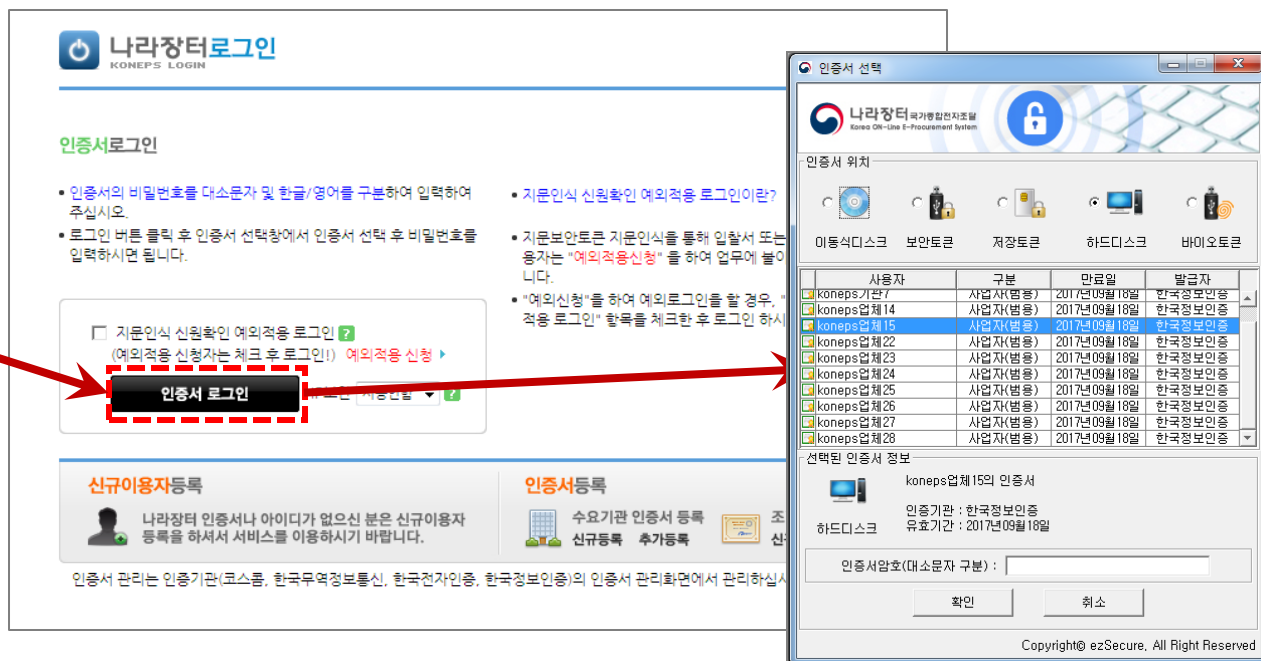 나라장터로그인
KONEPS LOGIN
인증서로그인
• 인증서의 비밀번호를 대소문자 및 한글/영어를 구분하여 입력하여
주십시오.
• 로그인 버튼 클릭 후 인증서 선택창에서 인증서 선택 후 비밀번호를
입력하시면 됩니다.
• 지문인식 신원확인 예외적용 로그인이란?
• 지문보안토큰 지문인식을 통해 입찰서 또는
용자는 "예외적용신청" 을 하여 업무에 불이
니다.
• "예외신청"을 하여 예외로그인을 할 경우, "
적용 로그인" 항목을 체크한 후 로그인 하시
지문인식 신원확인 예외적용 로그인 ?
(예외적용 신청자는 체크 후 로그인!) 예외적용 신청
인증서 로그인
?
신규이용자등록
나라장터 인증서나 아이디가 없으신 분은 신규이용자
등록을 하셔서 서비스를 이용하시기 바랍니다.
인증서등록
수요기관 인증서 등록
신규등록 추가등록
조
신
인증서 관리는 인증기관(코스콤, 한국무역정보통신, 한국전자인증, 한국정보인증)의 인증서 관리화면에서 관리하십시
인증서 선택
나라장터 국가종합전자조달
Korea ON-Line E-Procurement System
인증서 위치
이동식디스크 보안토큰 저장토큰 하드디스크 바이오토큰
사용자 구분 만료일 발급자
koneps기관7 사업자(범용) 2017년09월18일 한국정보인증
koneps업체14 사업자(범용) 2017년09월18일 한국정보인증
koneps업체15 사업자(범용) 2017년09월18일 한국정보인증
koneps업체22 사업자(범용) 2017년09월18일 한국정보인증
koneps업체23 사업자(범용) 2017년09월18일 한국정보인증
koneps업체24 사업자(범용) 2017년09월18일 한국정보인증
koneps업체25 사업자(범용) 2017년09월18일 한국정보인증
koneps업체26 사업자(범용) 2017년09월18일 한국정보인증
koneps업체27 사업자(범용) 2017년09월18일 한국정보인증
koneps업체28 사업자(범용) 2017년09월18일 한국정보인증
선택된 인증서 정보
koneps업체15의 인증서
인증기관 : 한국정보인증
유효기간 : 2017년09월18일
하드디스크
인증서암호(대소문자 구분) :
확인 취소
Copyright© ezSecure, All Right Reserved